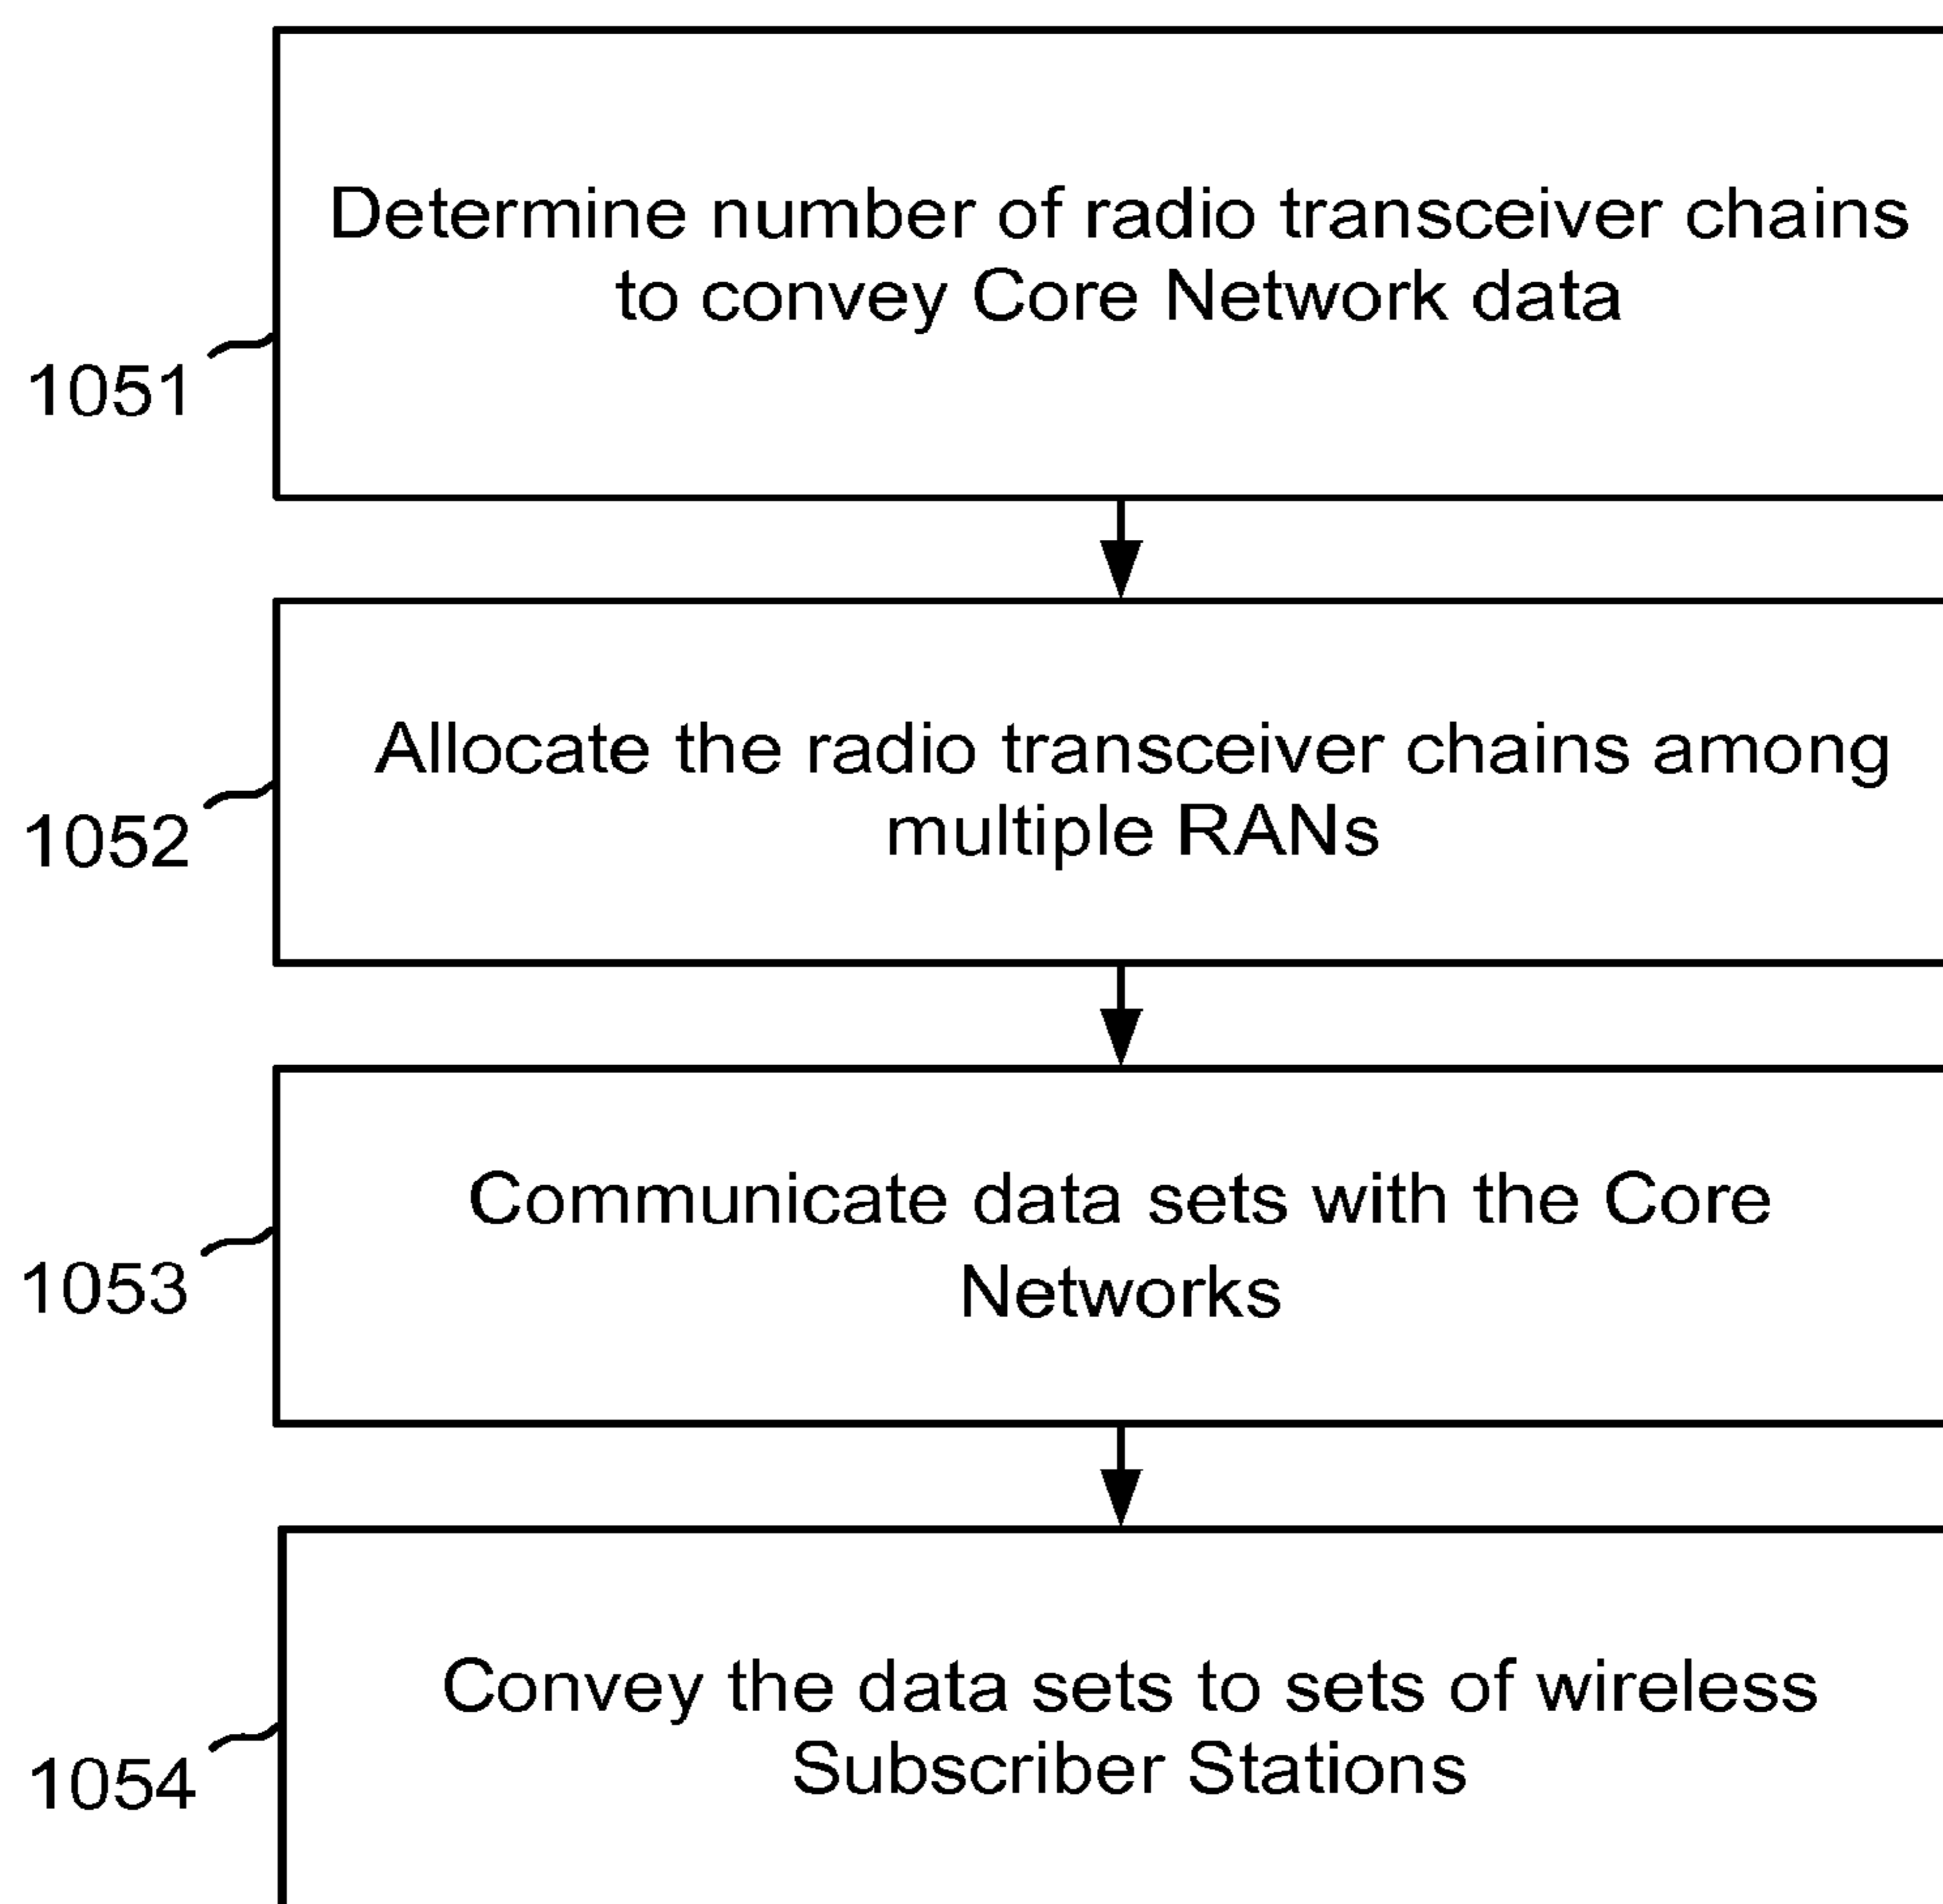 Determine number of radio transceiver chains
to convey Core Network data
1051
Allocate the radio transceiver chains among
multiple RANs
1052
Communicate data sets with the Core
Networks
1053
Convey the data sets to sets of wireless
Subscriber Stations
1054